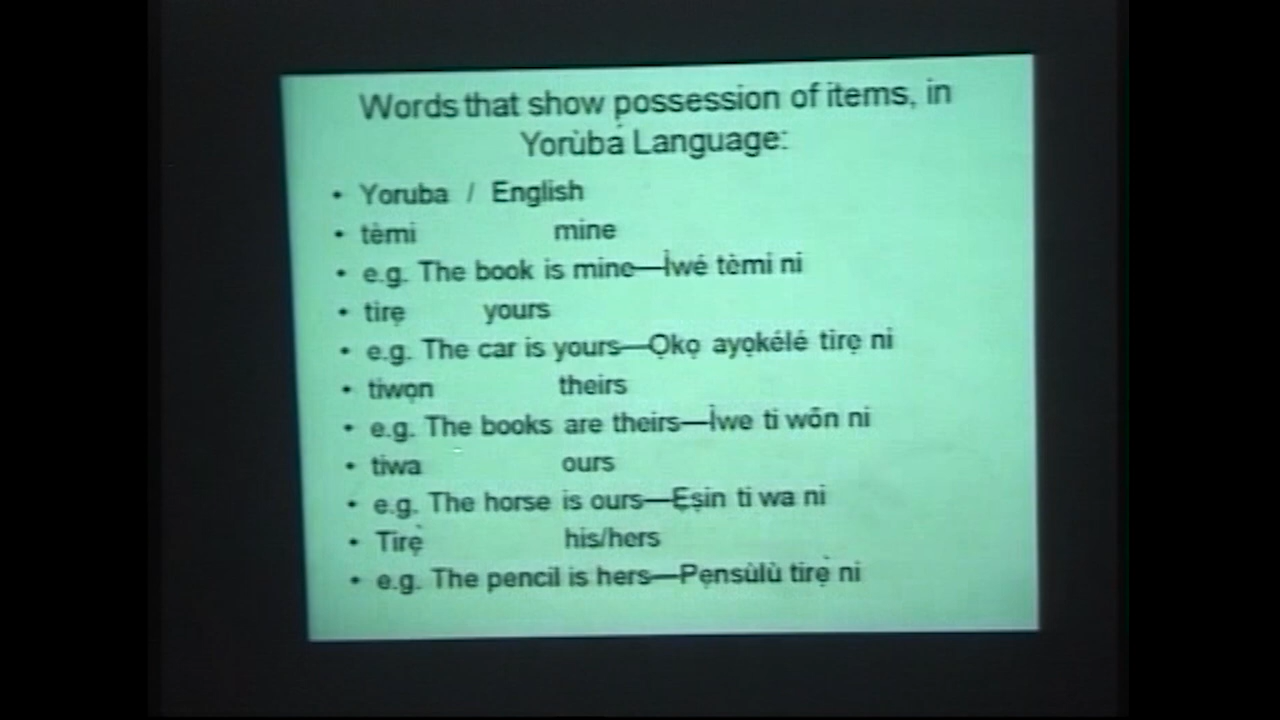 Words that show possession of items, in
Yorùbá Language:
• Yoruba / English
• tèmi mine
• e.g. The book is mine—Ìwé tèmi ni
• tirẹ yours
• e.g. The car is yours—Ọkọ ayọkélé tirẹ ni
• tiwọn theirs
• e.g. The books are theirs—Ìwe ti wõn ni
• tiwa ours
• e.g. The horse is ours—Ẹṣin ti wa ni
• Tirẹ̀ his/hers
• e.g. The pencil is hers—Pẹnsùlù tirẹ̀ ni